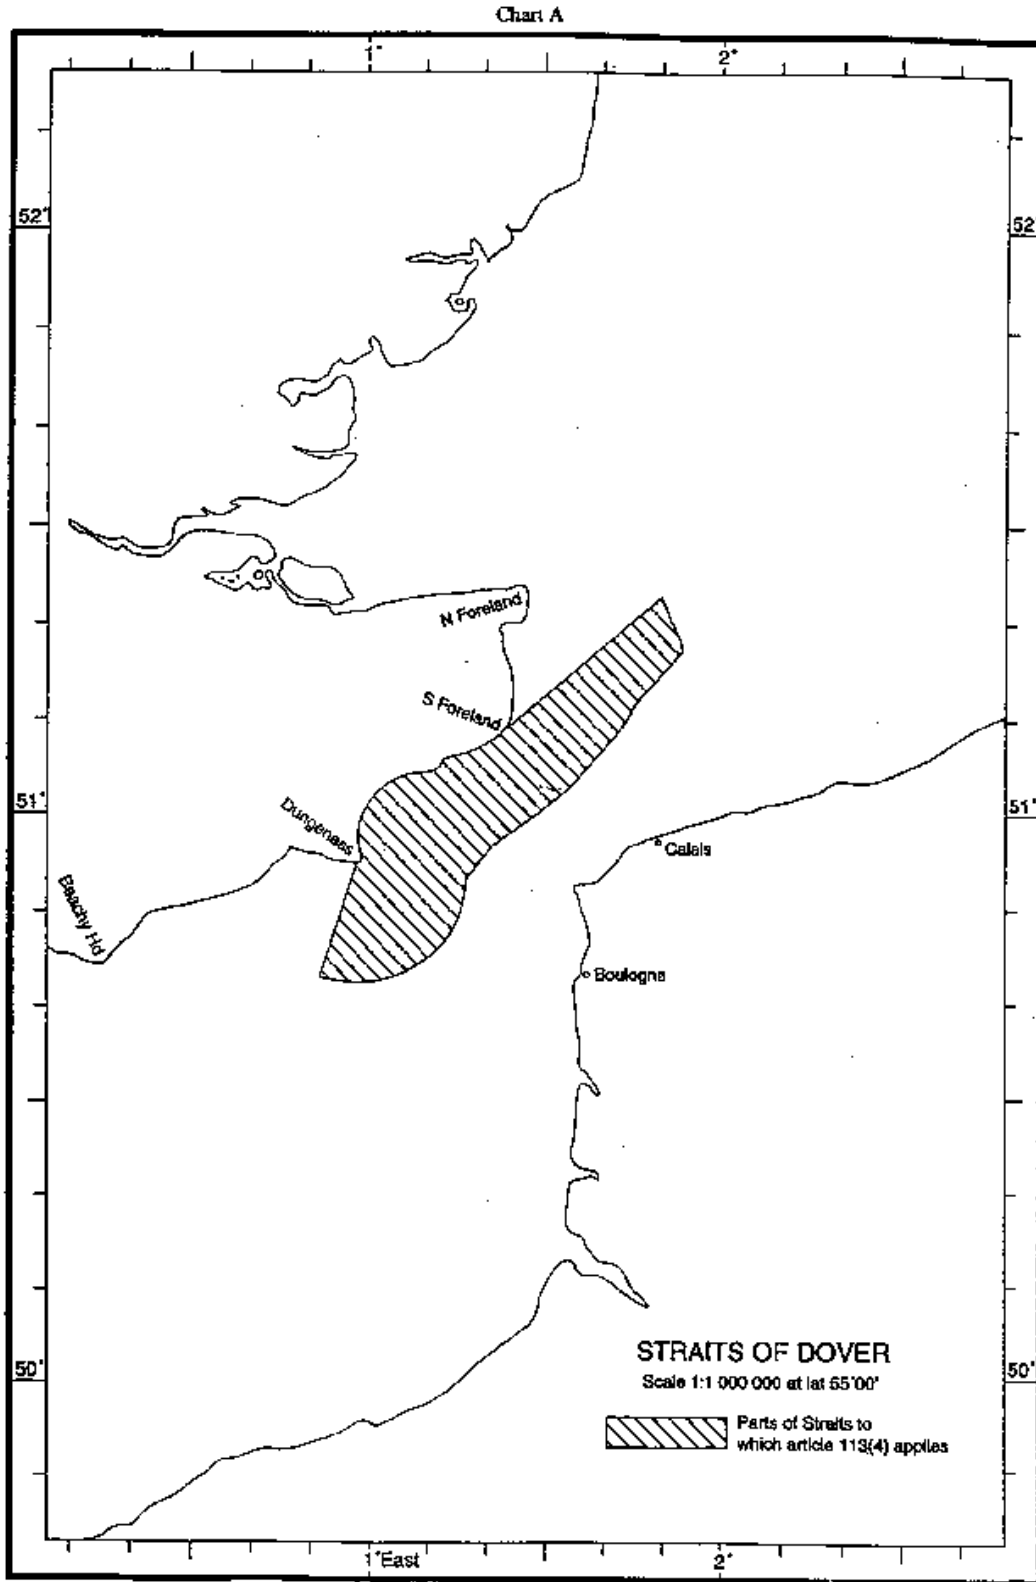 Chart A
1° 2°
52° 52
N Foreland
S Foreland
51° 51°
Dungeness
Calais
Beachy Hd
Boulogne
50° 50°
STRAITS OF DOVER
Scale 1:1 000 000 at lat 55°00'
Parts of Straits to
which article 113(4) applies
1°East 2°